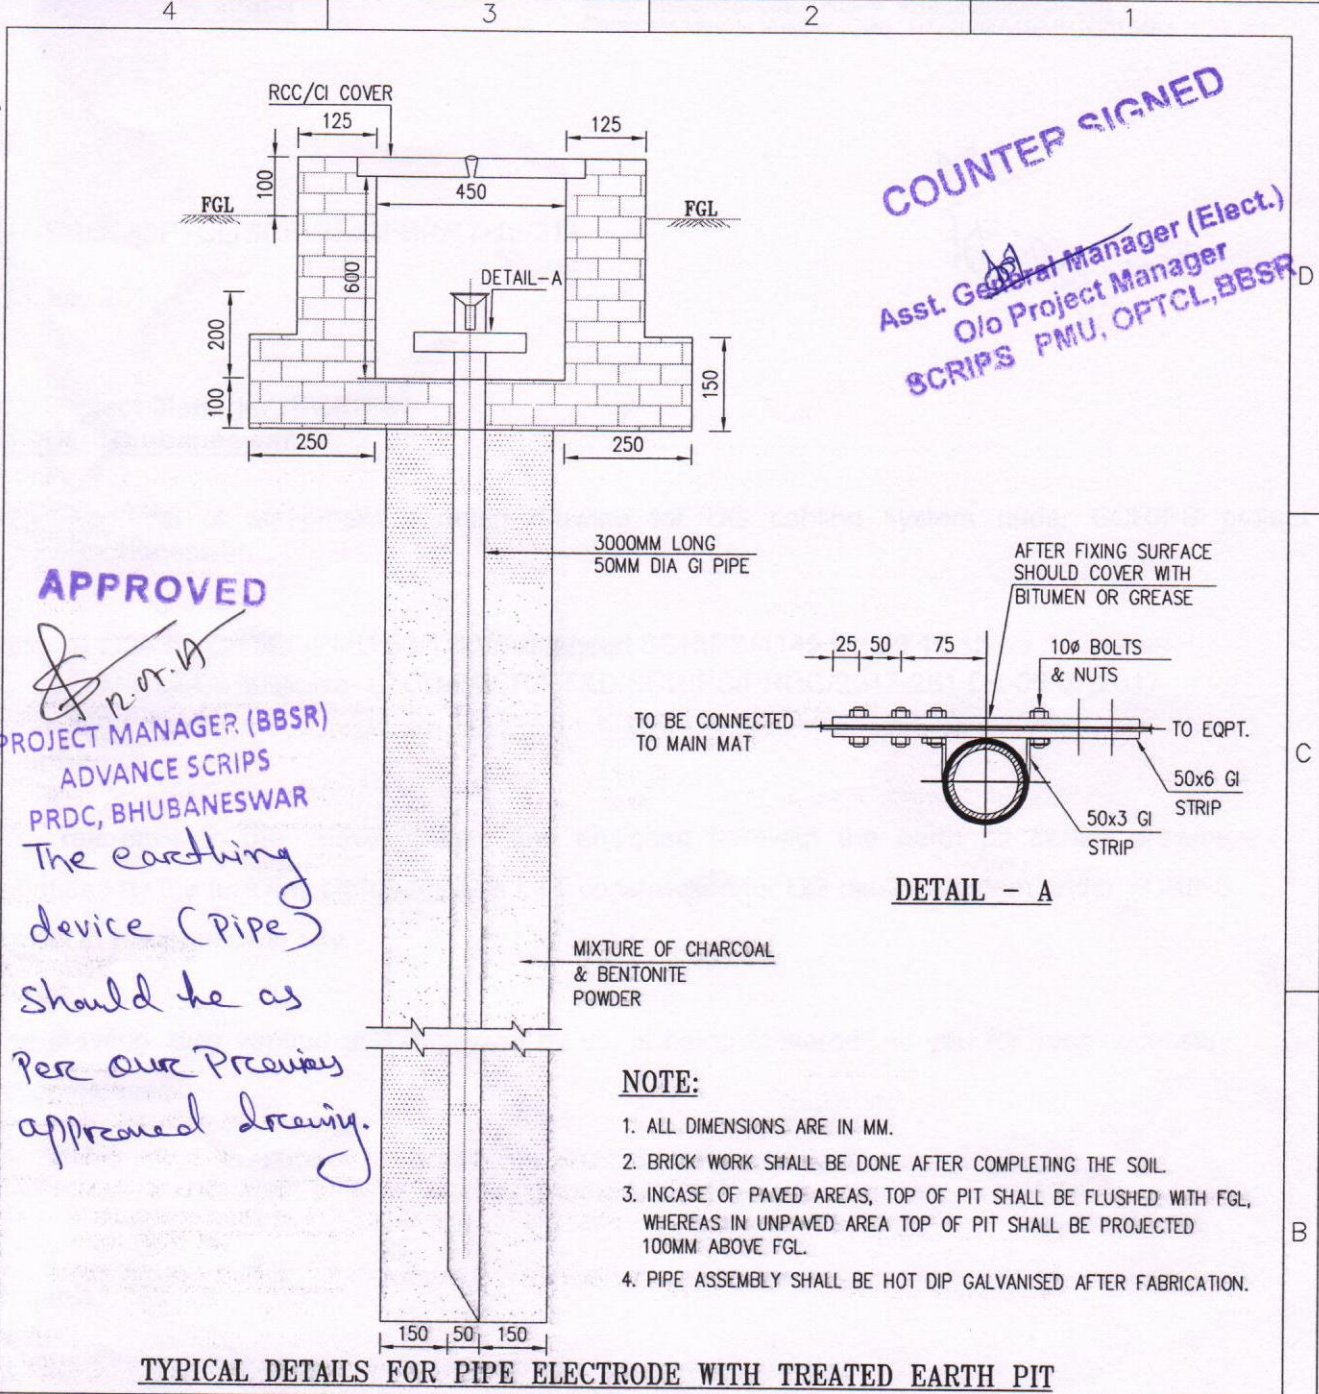 4 3 2 1
RCC/CI COVER
125
125
100
450
FGL
FGL
600
DETAIL-A
200
100
150
250
250
3000MM LONG
50MM DIA GI PIPE
MIXTURE OF CHARCOAL
& BENTONITE
POWDER
150 50 150
COUNTER SIGNED
Asst. General Manager (Elect.)
O/o Project Manager
SCRIPS PMU, OPTCL, BBSR
D
APPROVED
PROJECT MANAGER (BBSR)
ADVANCE SCRIPS
PRDC, BHUBANESWAR
The earthing
device (Pipe)
should be as
Per our Previous
approved drawing.
AFTER FIXING SURFACE
SHOULD COVER WITH
BITUMEN OR GREASE
25 50 75
10ø BOLTS
& NUTS
TO BE CONNECTED
TO MAIN MAT
TO EQPT.
50x6 GI
STRIP
50x3 GI
STRIP
DETAIL - A
C
NOTE:
1. ALL DIMENSIONS ARE IN MM.
2. BRICK WORK SHALL BE DONE AFTER COMPLETING THE SOIL.
3. INCASE OF PAVED AREAS, TOP OF PIT SHALL BE FLUSHED WITH FGL,
WHEREAS IN UNPAVED AREA TOP OF PIT SHALL BE PROJECTED
100MM ABOVE FGL.
4. PIPE ASSEMBLY SHALL BE HOT DIP GALVANISED AFTER FABRICATION.
B
TYPICAL DETAILS FOR PIPE ELECTRODE WITH TREATED EARTH PIT